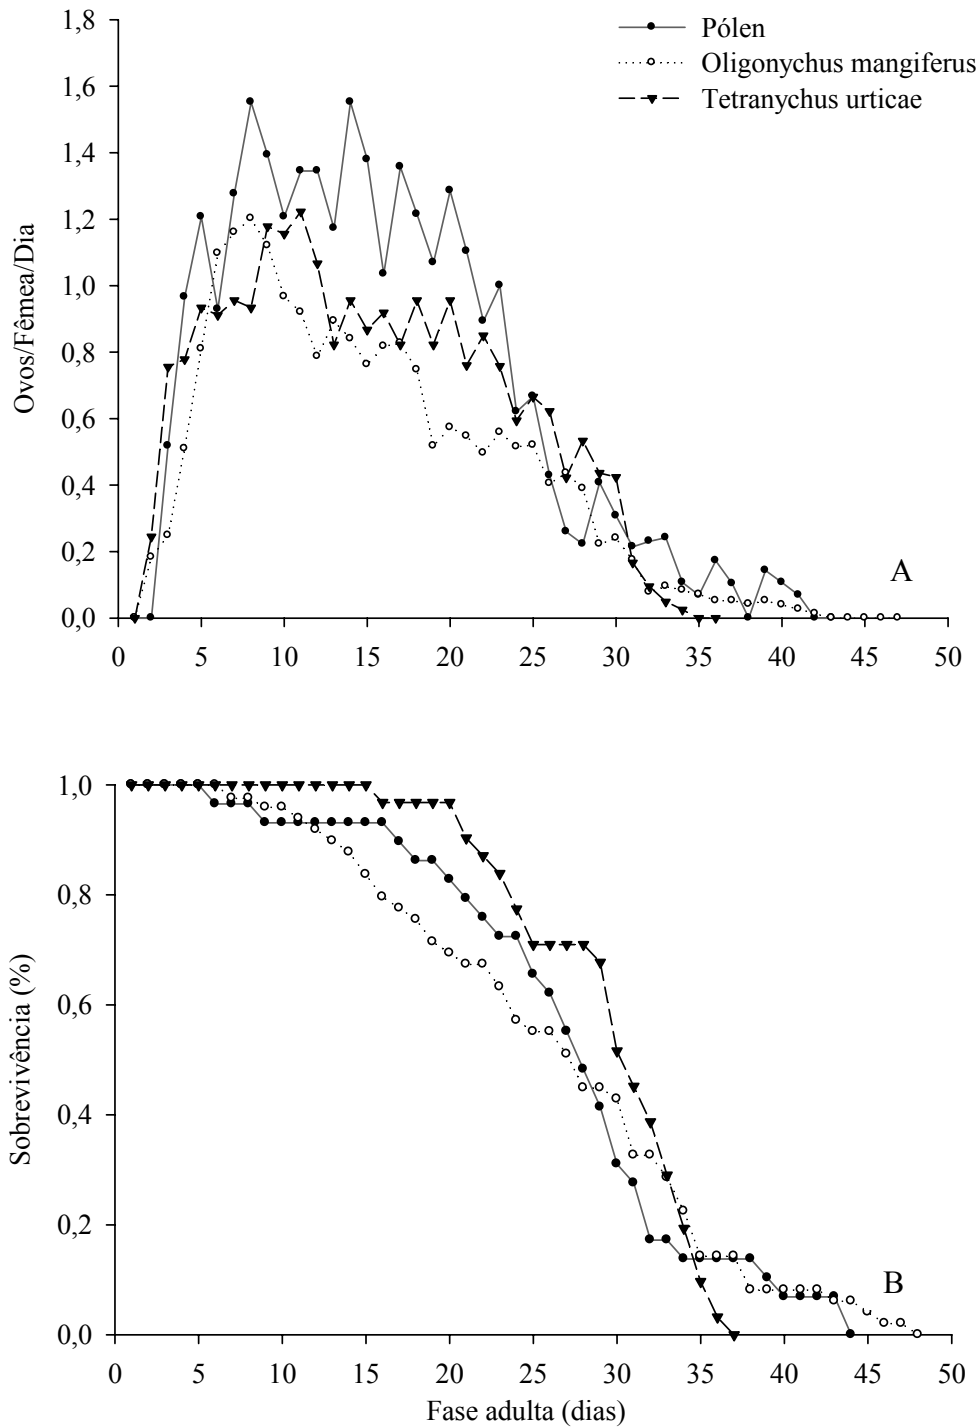 1,8
1,6
1,4
1,2
1,0
0,8
0,6
0,4
0,2
0,0
Ovos/Fêmea/Dia
Pólen
Oligonychus mangiferus
Tetranychus urticae
A
0 5 10 15 20 25 30 35 40 45 50
1,0
0,8
0,6
0,4
0,2
0,0
Sobrevivência (%)
B
0 5 10 15 20 25 30 35 40 45 50
Fase adulta (dias)